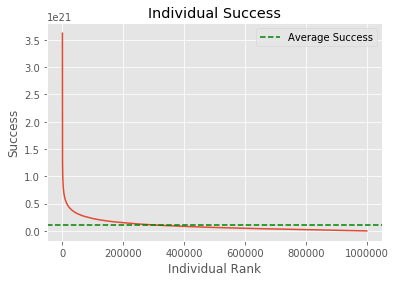 Individual Success
1e21
Average Success
3.5
3.0
2.5
2.0
1.5
1.0
0.5
0.0
Success
0
200000
400000
600000
800000
1000000
Individual Rank